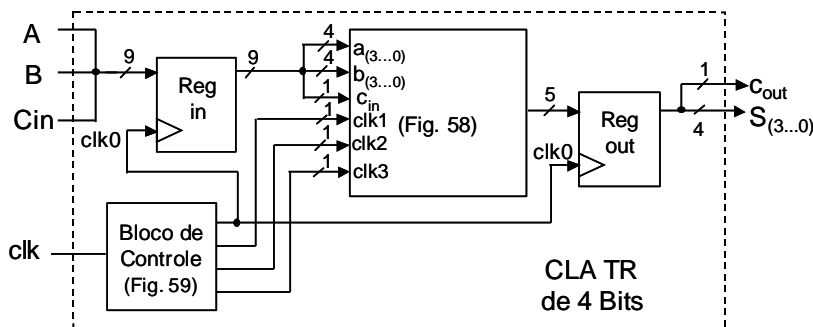 A
B
Cin
9
clk0
Reg
in
9
4
4
1
1
1
1
a(3...0)
b(3...0)
cin
clk1
clk2
clk3
(Fig. 58)
5
clk0
Reg
out
1
4
cout
S(3...0)
clk
Bloco de
Controle
(Fig. 59)
CLA TR
de 4 Bits